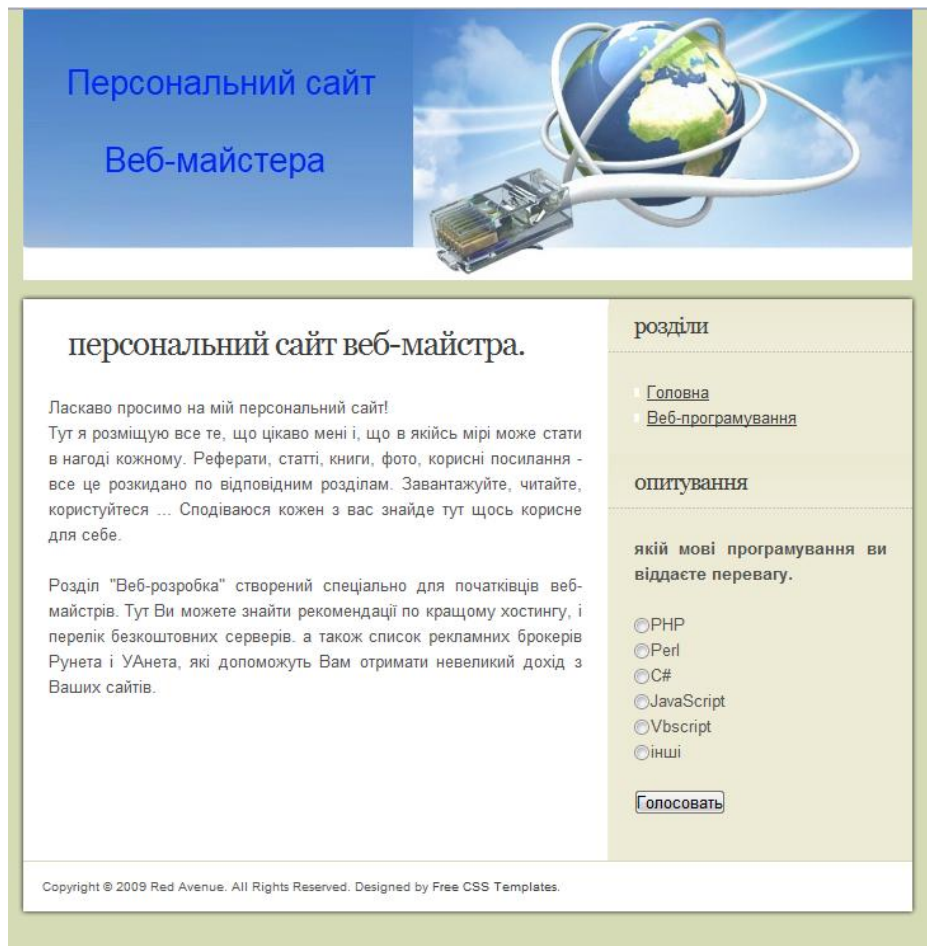 Персональний сайт
Веб-майстера
персональний сайт веб-майстра.
Ласкаво просимо на мій персональний сайт!
Тут я розміщую все те, що цікаво мені і, що в якійсь мірі може стати
в нагоді кожному. Реферати, статті, книги, фото, корисні посилання -
все це розкидано по відповідним розділам. Завантажуйте, читайте,
користуйтеся ... Сподіваюся кожен з вас знайде тут щось корисне
для себе.
Розділ "Веб-розробка" створений спеціально для початківців веб-
майстрів. Тут Ви можете знайти рекомендації по кращому хостингу, і
перелік безкоштовних серверів. а також список рекламних брокерів
Рунета і УАнета, які допоможуть Вам отримати невеликий дохід з
Ваших сайтів.
розділи
Головна
Веб-програмування
опитування
якій мові програмування ви
віддаєте перевагу.
PHP
Perl
C#
JavaScript
Vbscript
інші
Голосовать
Copyright © 2009 Red Avenue. All Rights Reserved. Designed by Free CSS Templates.